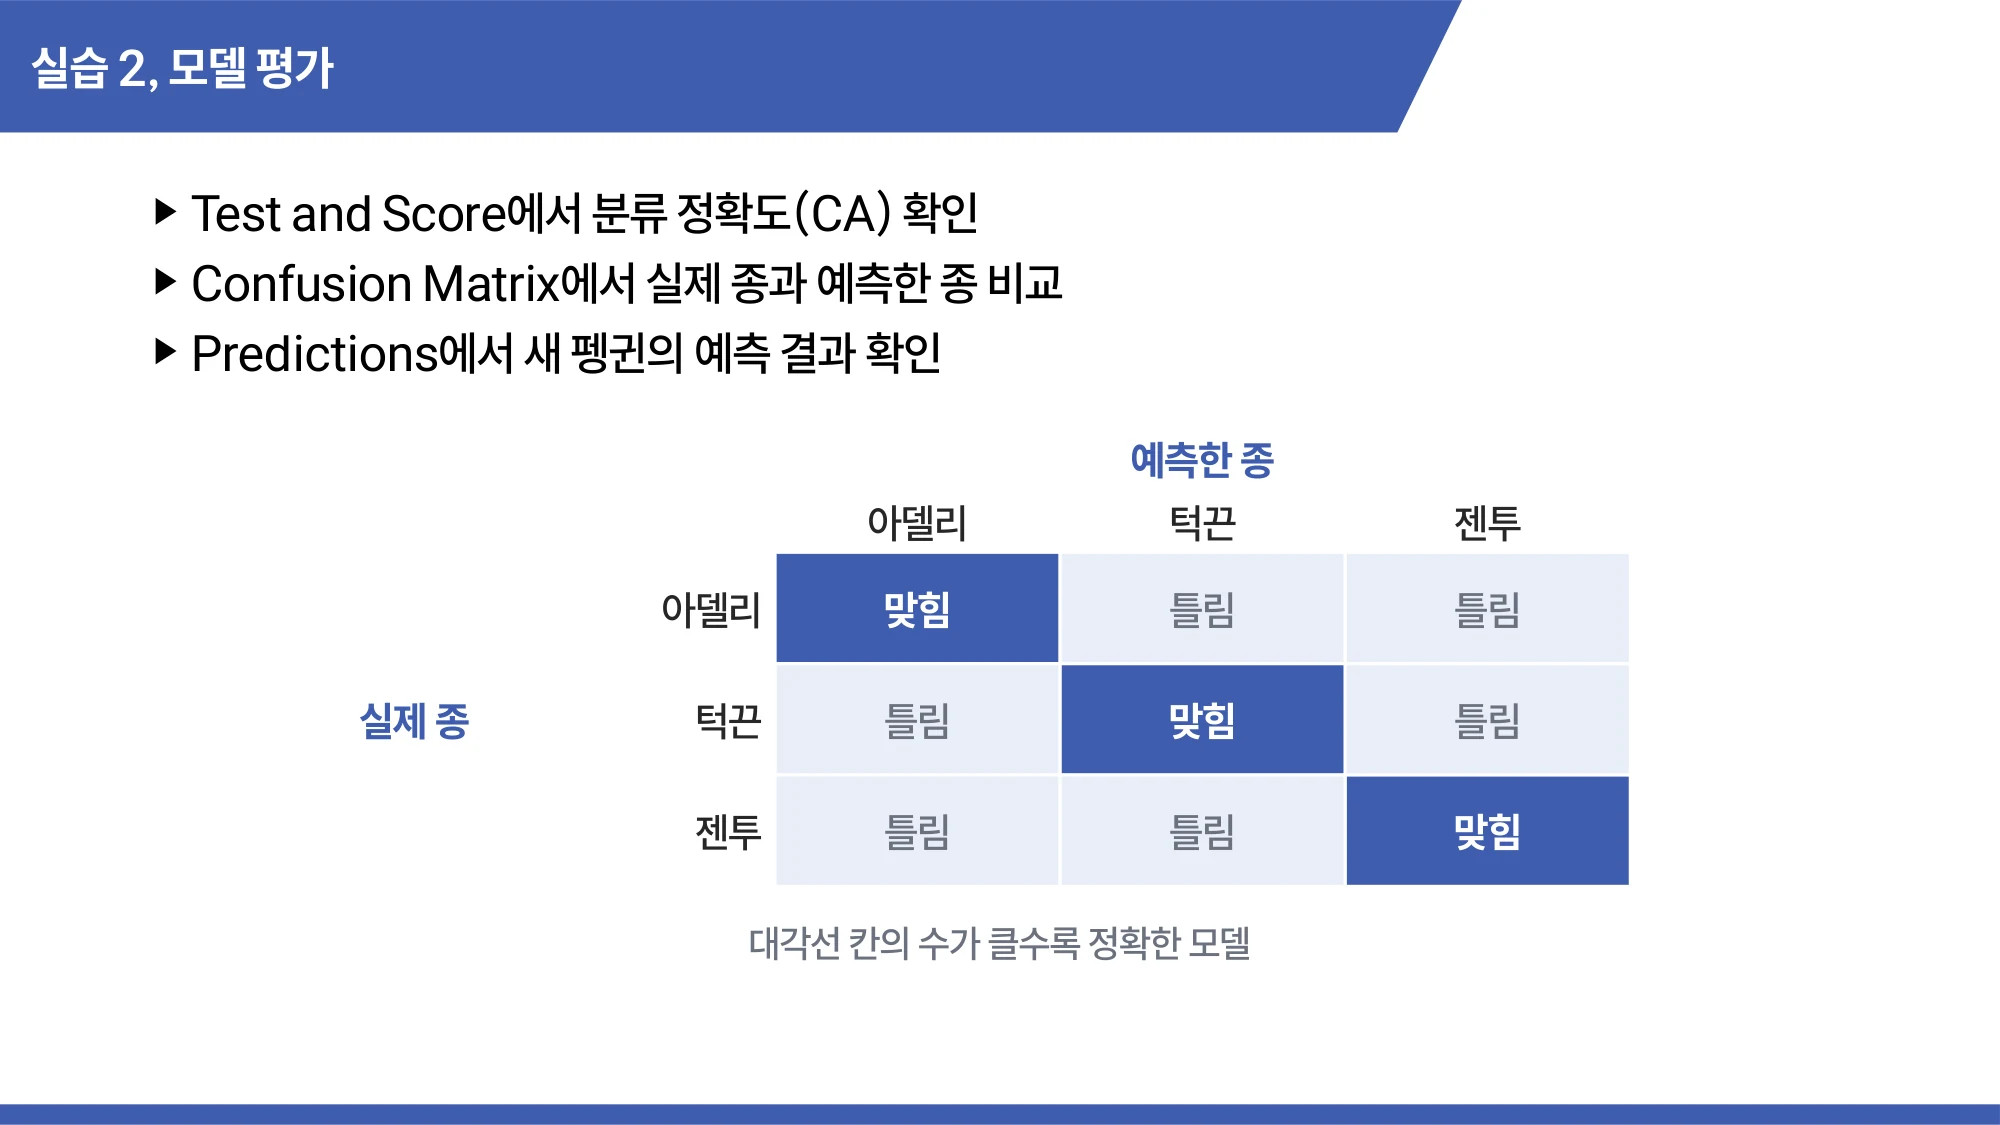 실습 2, 모델 평가
▶ Test and Score에서 분류 정확도(CA) 확인
▶ Confusion Matrix에서 실제 종과 예측한 종 비교
▶ Predictions에서 새 펭귄의 예측 결과 확인
예측한 종
아델리 턱끈 젠투
아델리 맞힘 틀림 틀림
실제 종 턱끈 틀림 맞힘 틀림
젠투 틀림 틀림 맞힘
대각선 칸의 수가 클수록 정확한 모델